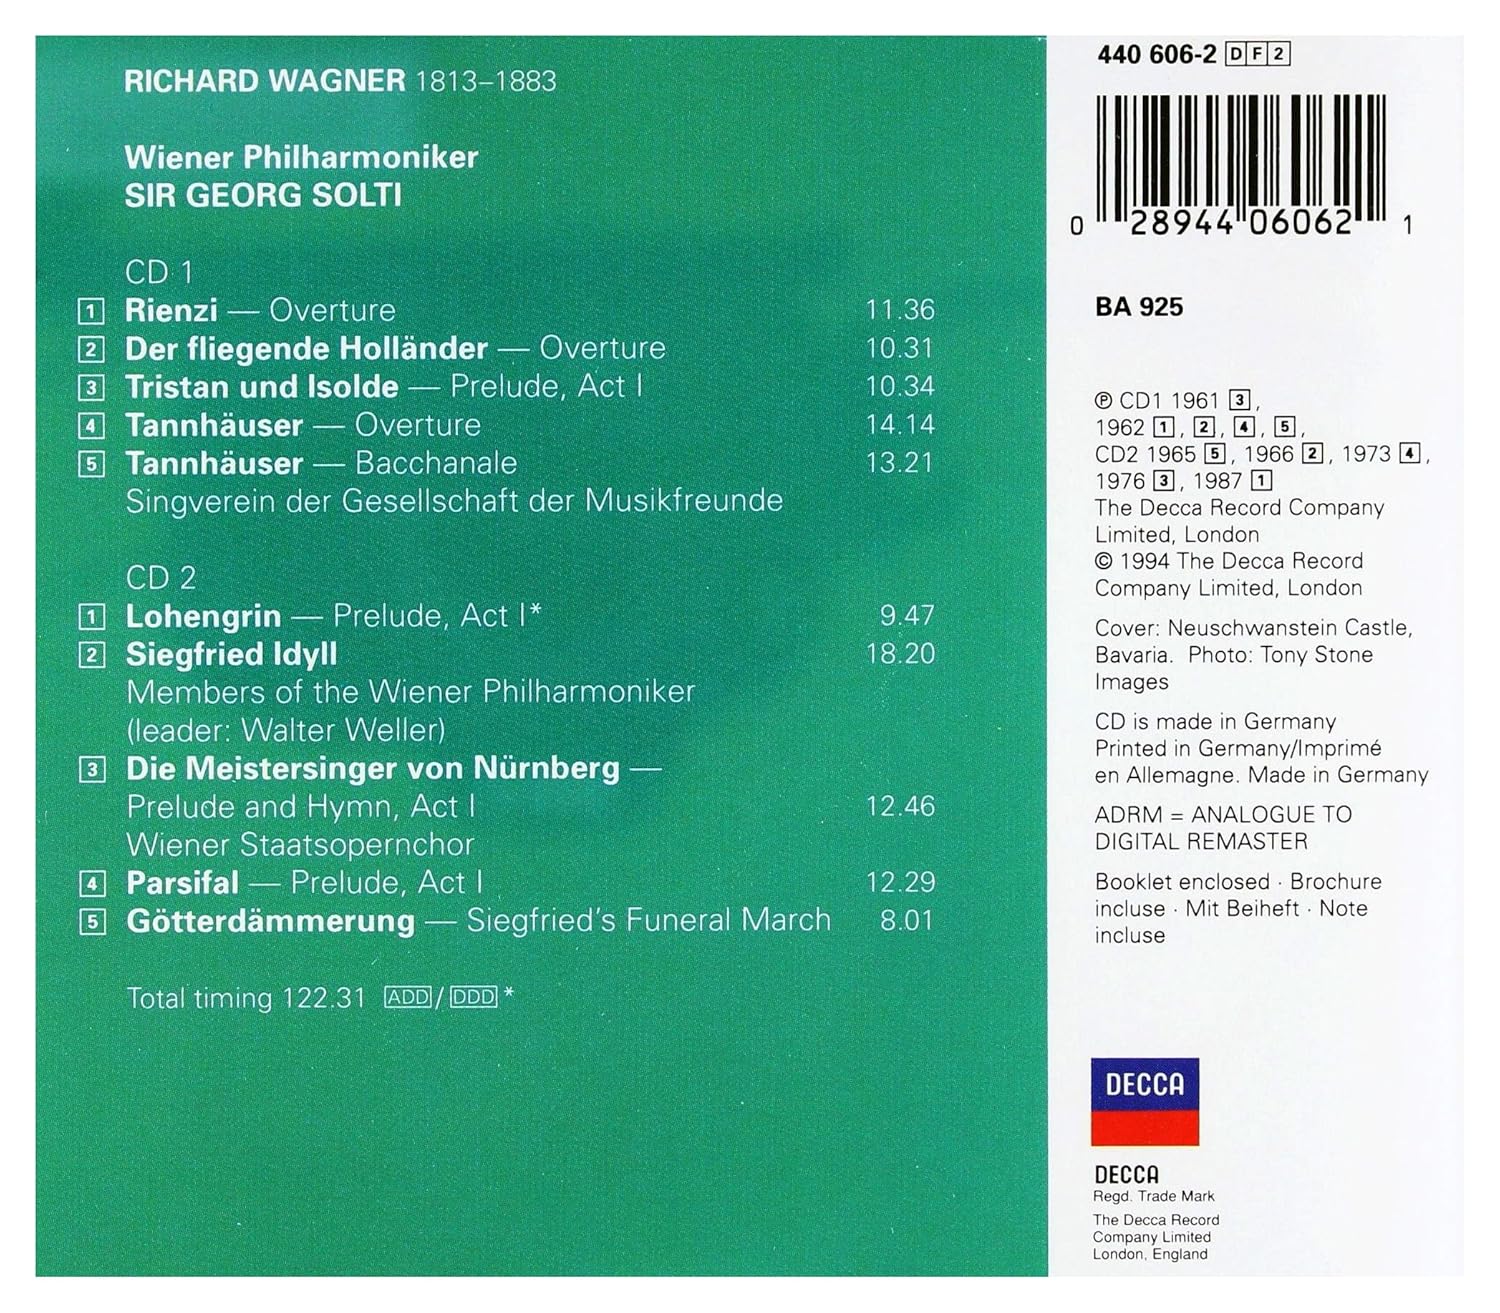 RICHARD WAGNER 1813–1883
Wiener Philharmoniker
SIR GEORG SOLTI
CD 1
1 Rienzi — Overture 11.36
2 Der fliegende Holländer — Overture 10.31
3 Tristan und Isolde — Prelude, Act I 10.34
4 Tannhäuser — Overture 14.14
5 Tannhäuser — Bacchanale 13.21
Singverein der Gesellschaft der Musikfreunde
CD 2
1 Lohengrin — Prelude, Act I* 9.47
2 Siegfried Idyll 18.20
Members of the Wiener Philharmoniker
(leader: Walter Weller)
3 Die Meistersinger von Nürnberg —
Prelude and Hymn, Act I 12.46
Wiener Staatsopernchor
4 Parsifal — Prelude, Act I 12.29
5 Götterdämmerung — Siegfried's Funeral March 8.01
Total timing 122.31 ADD / DDD *
440 606-2 D F 2
0 28944 06062 1
BA 925
℗ CD1 1961 3,
1962 1, 2, 4, 5,
CD2 1965 5, 1966 2, 1973 4,
1976 3, 1987 1
The Decca Record Company
Limited, London
© 1994 The Decca Record
Company Limited, London
Cover: Neuschwanstein Castle,
Bavaria. Photo: Tony Stone
Images
CD is made in Germany
Printed in Germany/Imprimé
en Allemagne. Made in Germany
ADRM = ANALOGUE TO
DIGITAL REMASTER
Booklet enclosed · Brochure
incluse · Mit Beiheft · Note
incluse
DECCA
DECCA
Regd. Trade Mark
The Decca Record
Company Limited
London, England